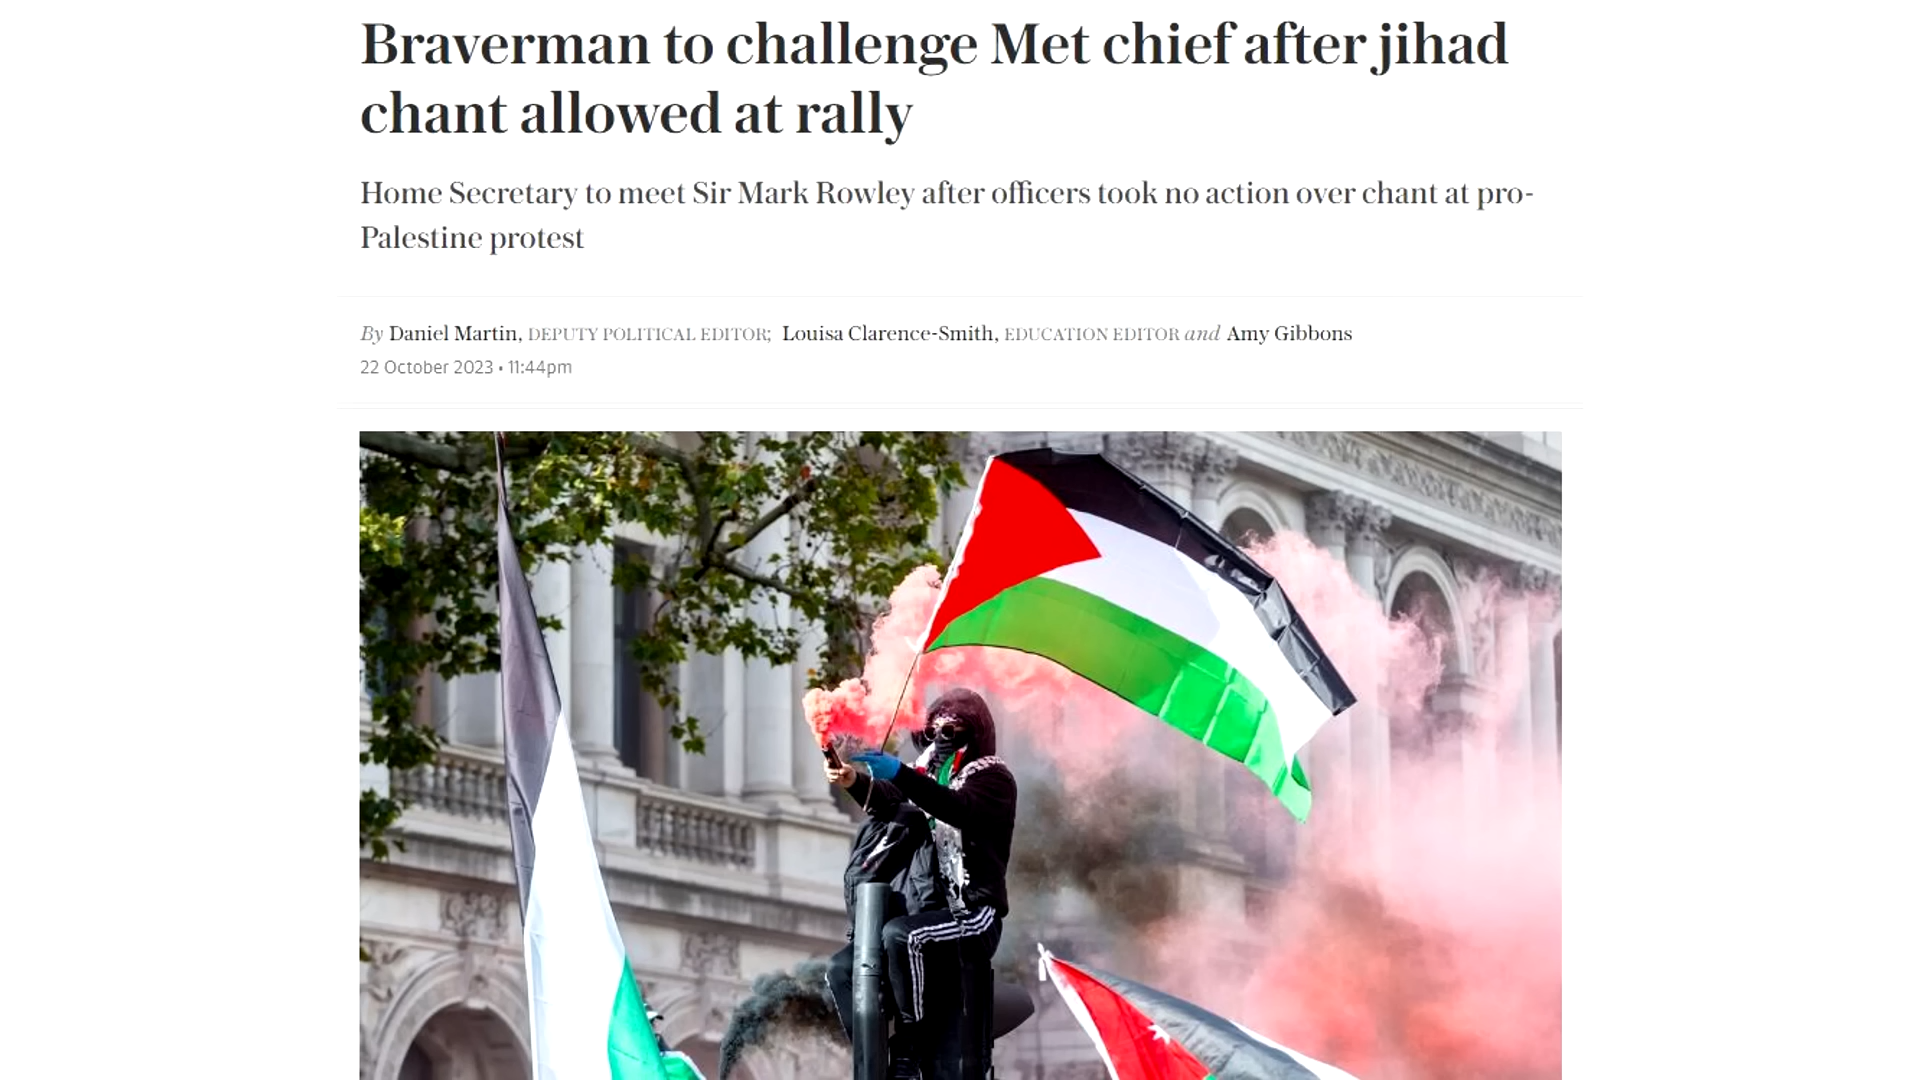 Braverman to challenge Met chief after jihad
chant allowed at rally
Home Secretary to meet Sir Mark Rowley after officers took no action over chant at pro-
Palestine protest
By Daniel Martin, DEPUTY POLITICAL EDITOR; Louisa Clarence-Smith, EDUCATION EDITOR and Amy Gibbons
22 October 2023 • 11:44pm